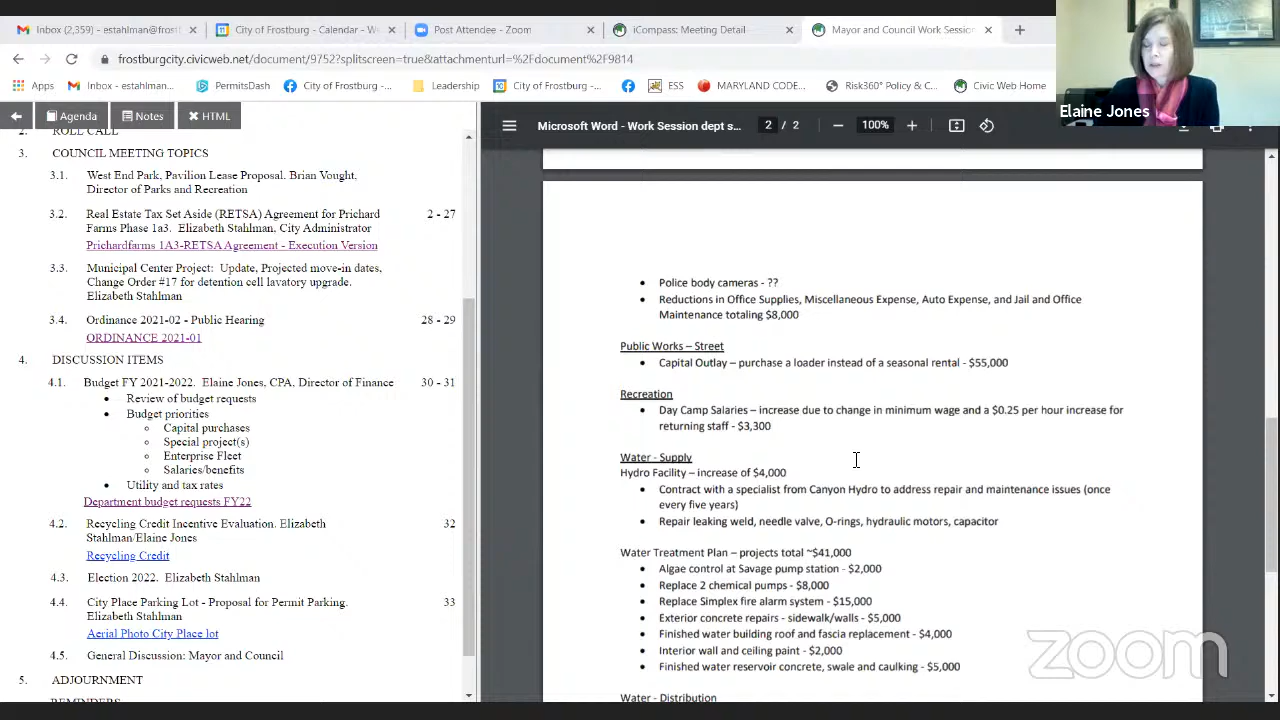 Inbox (2,359) - estahlman@frost
City of Frostburg - Calendar - W
Post Attendee - Zoom
iCompass: Meeting Detail
Mayor and Council Work Session
frostburgcity.civicweb.net/document/9752?splitscreen=true&attachmenturl=%2Fdocument%2F9814
Apps
Inbox - estahlman@...
PermitsDash
City of Frostburg -...
Leadership
City of Frostburg -...
ESS
MARYLAND CODE...
Risk360° Policy & C...
Civic Web Home
Elaine Jones
Agenda
Notes
HTML
2. ROLL CALL
3. COUNCIL MEETING TOPICS
3.1. West End Park, Pavilion Lease Proposal. Brian Vought,
Director of Parks and Recreation
3.2. Real Estate Tax Set Aside (RETSA) Agreement for Prichard 2 - 27
Farms Phase 1a3. Elizabeth Stahlman, City Administrator
Prichardfarms 1A3-RETSA Agreement - Execution Version
3.3. Municipal Center Project: Update, Projected move-in dates,
Change Order #17 for detention cell lavatory upgrade.
Elizabeth Stahlman
3.4. Ordinance 2021-02 - Public Hearing 28 - 29
ORDINANCE 2021-01
4. DISCUSSION ITEMS
4.1. Budget FY 2021-2022. Elaine Jones, CPA, Director of Finance 30 - 31
• Review of budget requests
• Budget priorities
Capital purchases
Special project(s)
Enterprise Fleet
Salaries/benefits
• Utility and tax rates
Department budget requests FY22
4.2. Recycling Credit Incentive Evaluation. Elizabeth 32
Stahlman/Elaine Jones
Recycling Credit
4.3. Election 2022. Elizabeth Stahlman
4.4. City Place Parking Lot - Proposal for Permit Parking. 33
Elizabeth Stahlman
Aerial Photo City Place lot
4.5. General Discussion: Mayor and Council
5. ADJOURNMENT
REMINDERS
Microsoft Word - Work Session dept s... 2 / 2 — 100% +
• Police body cameras - ??
• Reductions in Office Supplies, Miscellaneous Expense, Auto Expense, and Jail and Office
Maintenance totaling $8,000
Public Works – Street
• Capital Outlay – purchase a loader instead of a seasonal rental - $55,000
Recreation
• Day Camp Salaries – increase due to change in minimum wage and a $0.25 per hour increase for
returning staff - $3,300
Water - Supply
Hydro Facility – increase of $4,000
• Contract with a specialist from Canyon Hydro to address repair and maintenance issues (once
every five years)
• Repair leaking weld, needle valve, O-rings, hydraulic motors, capacitor
Water Treatment Plan – projects total ~$41,000
• Algae control at Savage pump station - $2,000
• Replace 2 chemical pumps - $8,000
• Replace Simplex fire alarm system - $15,000
• Exterior concrete repairs - sidewalk/walls - $5,000
• Finished water building roof and fascia replacement - $4,000
• Interior wall and ceiling paint - $2,000
• Finished water reservoir concrete, swale and caulking - $5,000
Water - Distribution
zoom